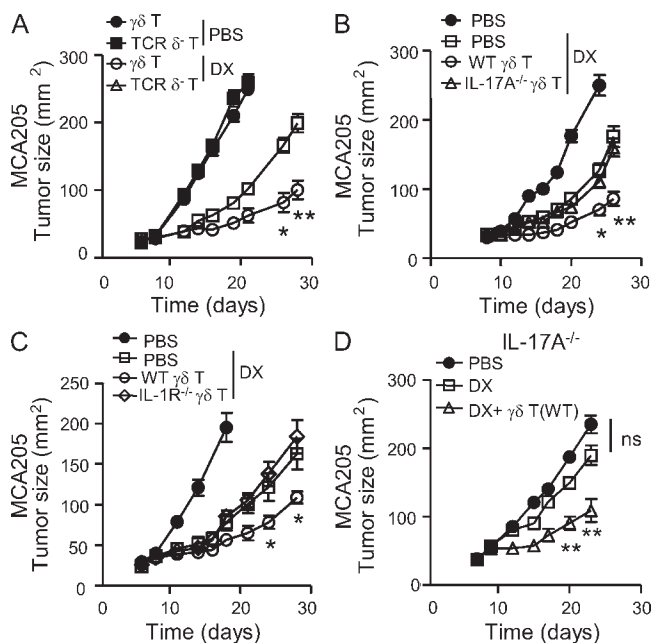 A
γδ T
TCR δ- T
PBS
γδ T
TCR δ- T
DX
MCA205
Tumor size (mm²)
300
200
100
0
0 10 20 30
Time (days)
*
**
B
PBS
PBS
WT γδ T
IL-17A-/- γδ T
DX
MCA205
Tumor size (mm²)
300
200
100
0
0 10 20 30
Time (days)
*
**
C
PBS
PBS
WT γδ T
IL-1R-/- γδ T
DX
MCA205
Tumor size (mm²)
250
200
150
100
50
0
0 10 20 30
Time (days)
*
*
D
IL-17A-/-
PBS
DX
DX+ γδ T(WT)
ns
MCA205
Tumor size (mm²)
300
200
100
0
0 10 20 30
Time (days)
**
**